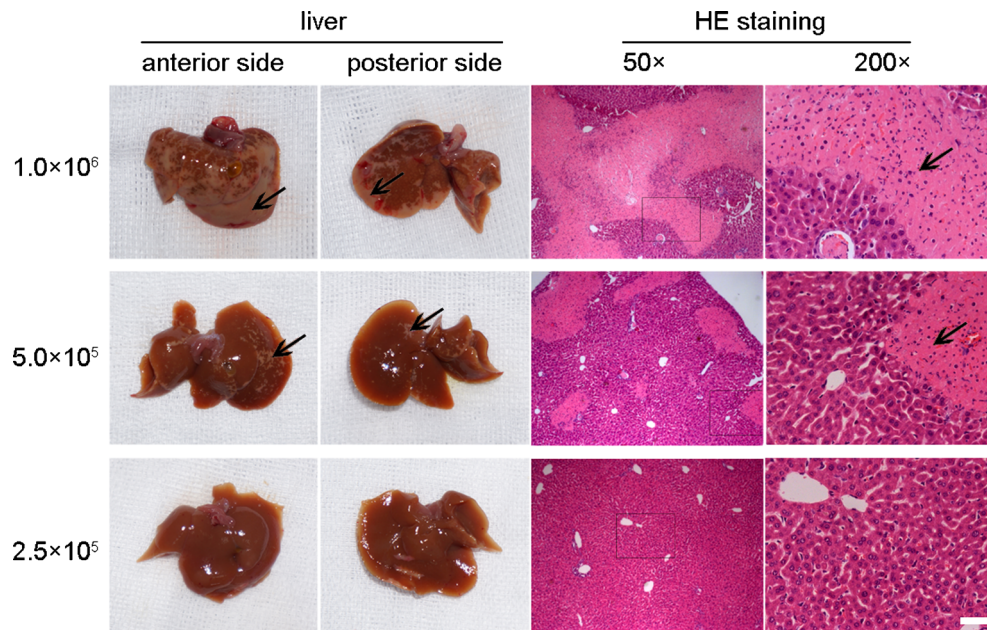 liver HE staining
anterior side posterior side 50× 200×
1.0×10⁶
5.0×10⁵
2.5×10⁵